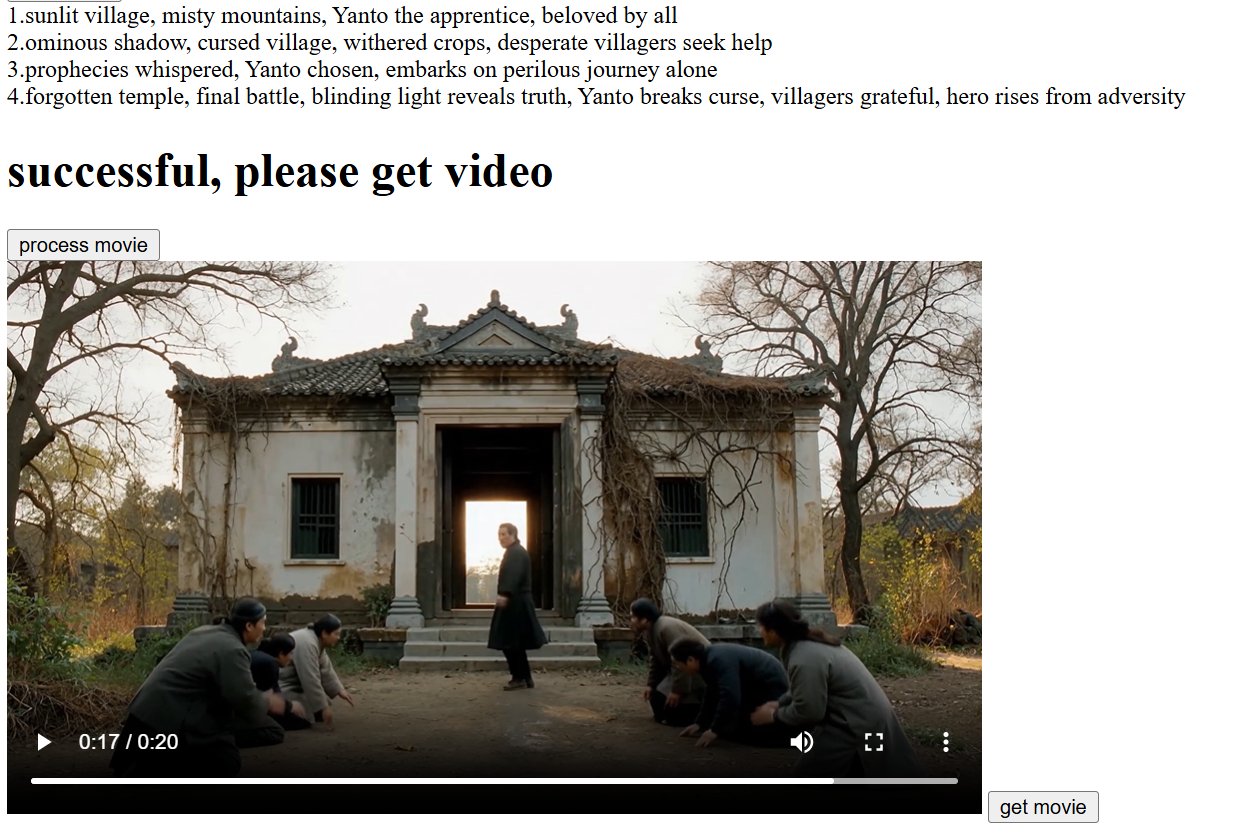 1.sunlit village, misty mountains, Yanto the apprentice, beloved by all
2.ominous shadow, cursed village, withered crops, desperate villagers seek help
3.prophecies whispered, Yanto chosen, embarks on perilous journey alone
4.forgotten temple, final battle, blinding light reveals truth, Yanto breaks curse, villagers grateful, hero rises from adversity
successful, please get video
process movie
0:17 / 0:20
get movie